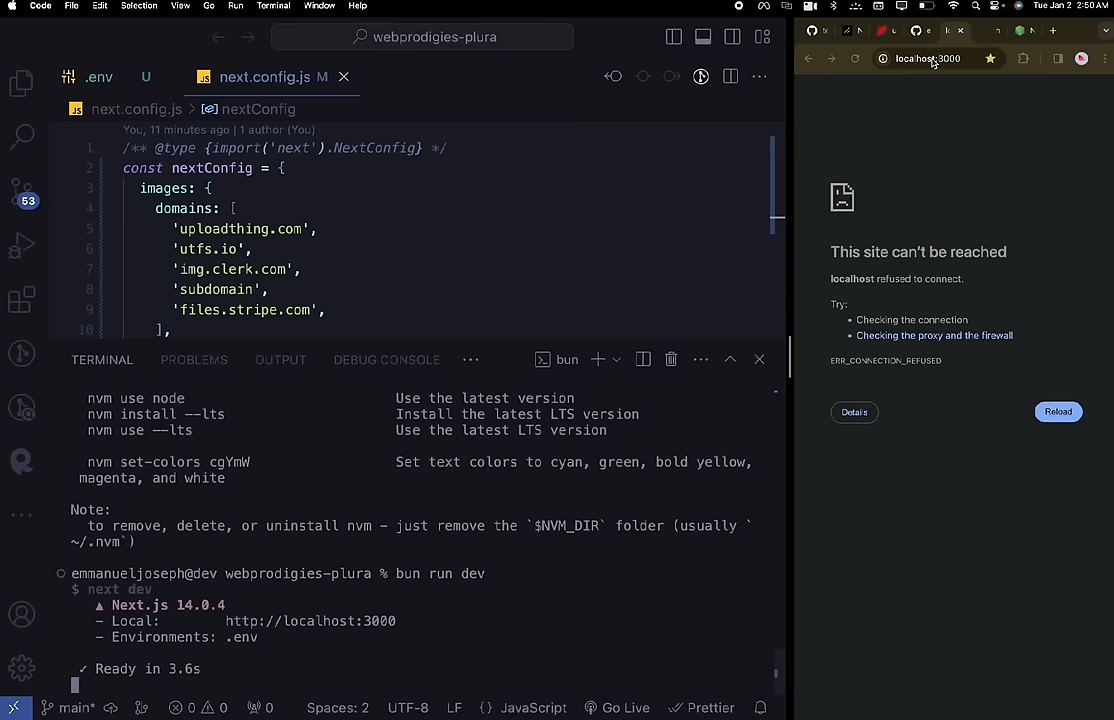 Code File Edit Selection View Go Run Terminal Window Help
Tue Jan 2 2:50 AM
webprodigies-plura
.env U
JS next.config.js M
JS next.config.js > nextConfig
You, 11 minutes ago | 1 author (You)
1 /** @type {import('next').NextConfig} */
2 const nextConfig = {
3 images: {
4 domains: [
5 'uploadthing.com',
6 'utfs.io',
7 'img.clerk.com',
8 'subdomain',
9 'files.stripe.com',
10 ],
53
TERMINAL PROBLEMS OUTPUT DEBUG CONSOLE
bun
nvm use node Use the latest version
nvm install --lts Install the latest LTS version
nvm use --lts Use the latest LTS version
nvm set-colors cgYmW Set text colors to cyan, green, bold yellow,
magenta, and white
Note:
to remove, delete, or uninstall nvm - just remove the `$NVM_DIR` folder (usually `
~/.nvm`)
emmanueljoseph@dev webprodigies-plura % bun run dev
$ next dev
▲ Next.js 14.0.4
- Local: http://localhost:3000
- Environments: .env
✓ Ready in 3.6s
main* 0 0 0 Spaces: 2 UTF-8 LF {} JavaScript Go Live Prettier
localhost:3000
This site can't be reached
localhost refused to connect.
Try:
• Checking the connection
• Checking the proxy and the firewall
ERR_CONNECTION_REFUSED
Details
Reload